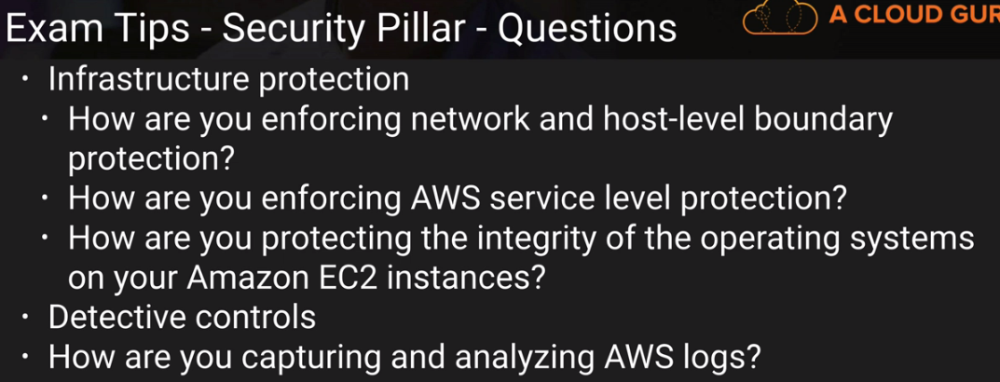 Exam Tips - Security Pillar - Questions
A CLOUD GUR
• Infrastructure protection
• How are you enforcing network and host-level boundary
protection?
• How are you enforcing AWS service level protection?
• How are you protecting the integrity of the operating systems
on your Amazon EC2 instances?
• Detective controls
• How are you capturing and analyzing AWS logs?